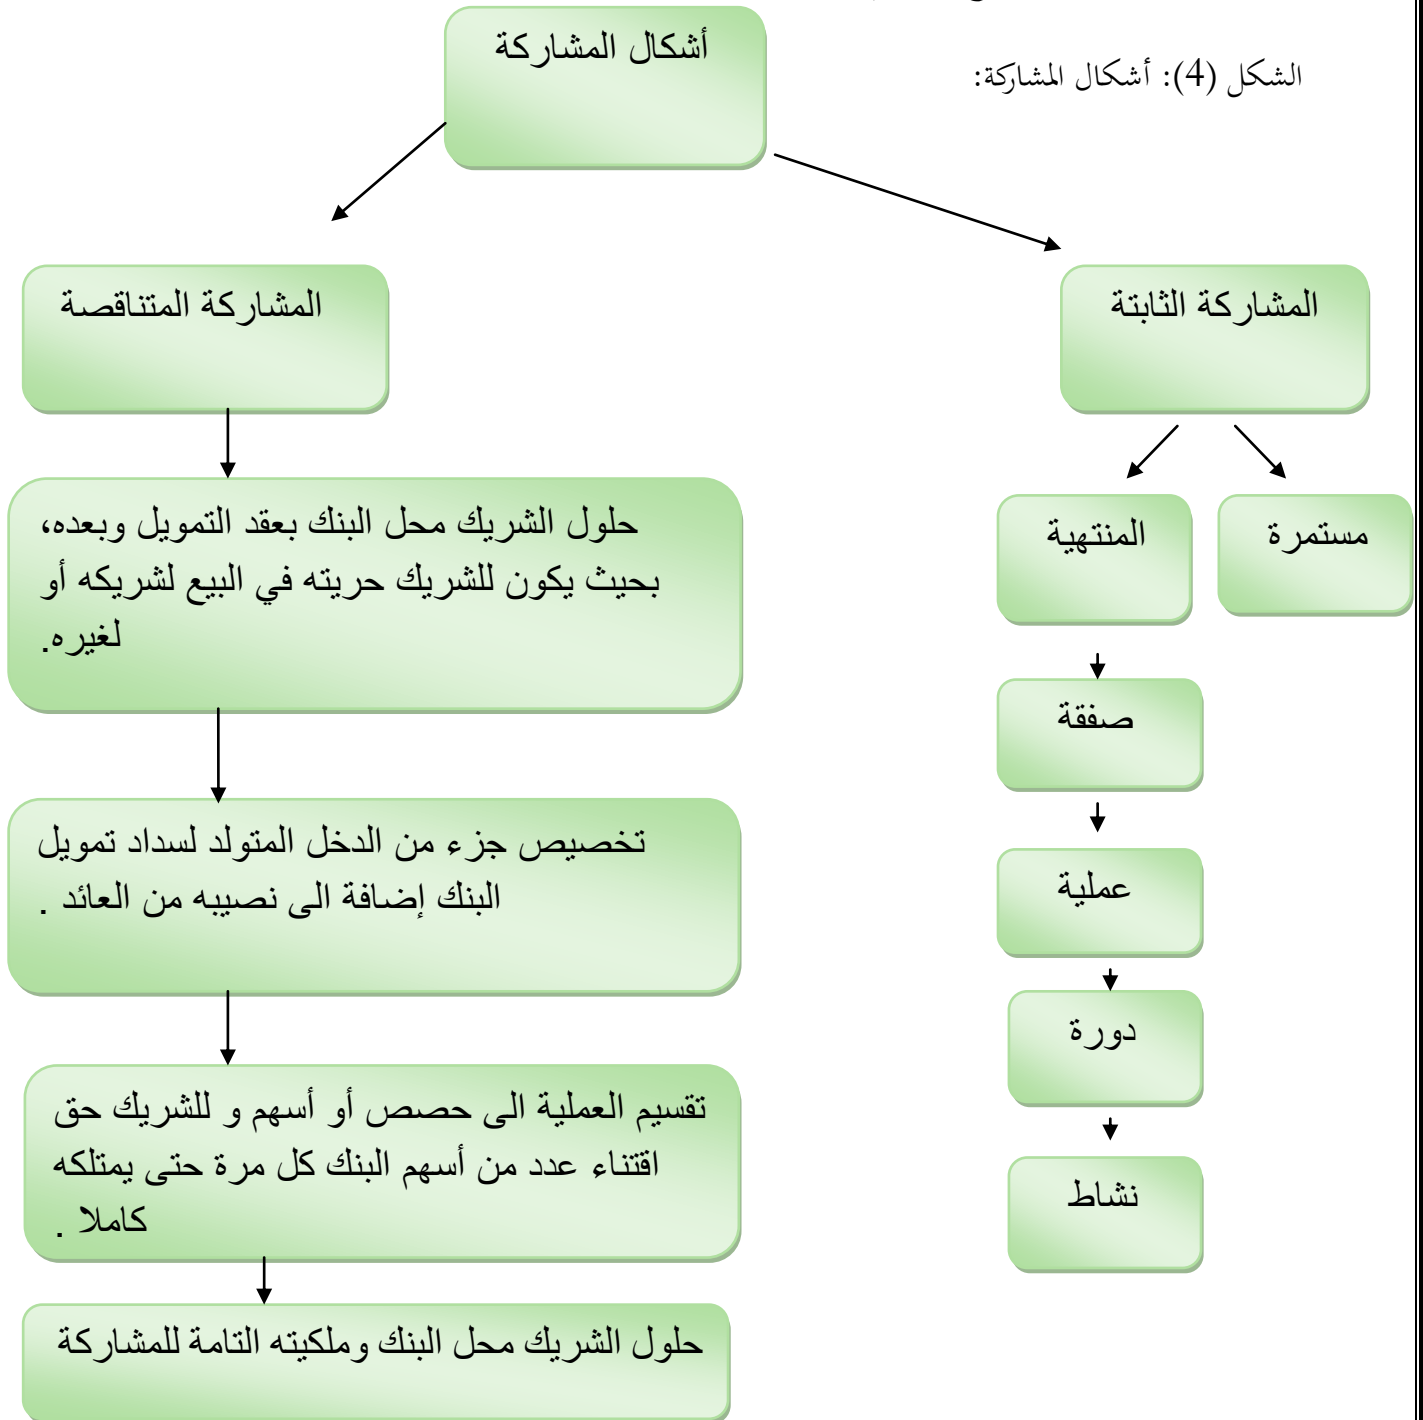 الشكل (4): أشكال المشاركة:
أشكال المشاركة
المشاركة الثابتة
المشاركة المتناقصة
مستمرة
المنتهية
صفقة
عملية
دورة
نشاط
حلول الشريك محل البنك بعقد التمويل وبعده،
بحيث يكون للشريك حريته في البيع لشريكه أو
لغيره.
تخصيص جزء من الدخل المتولد لسداد تمويل
البنك إضافة الى نصيبه من العائد .
تقسيم العملية الى حصص أو أسهم و للشريك حق
اقتناء عدد من أسهم البنك كل مرة حتى يمتلكه
كاملا .
حلول الشريك محل البنك وملكيته التامة للمشاركة